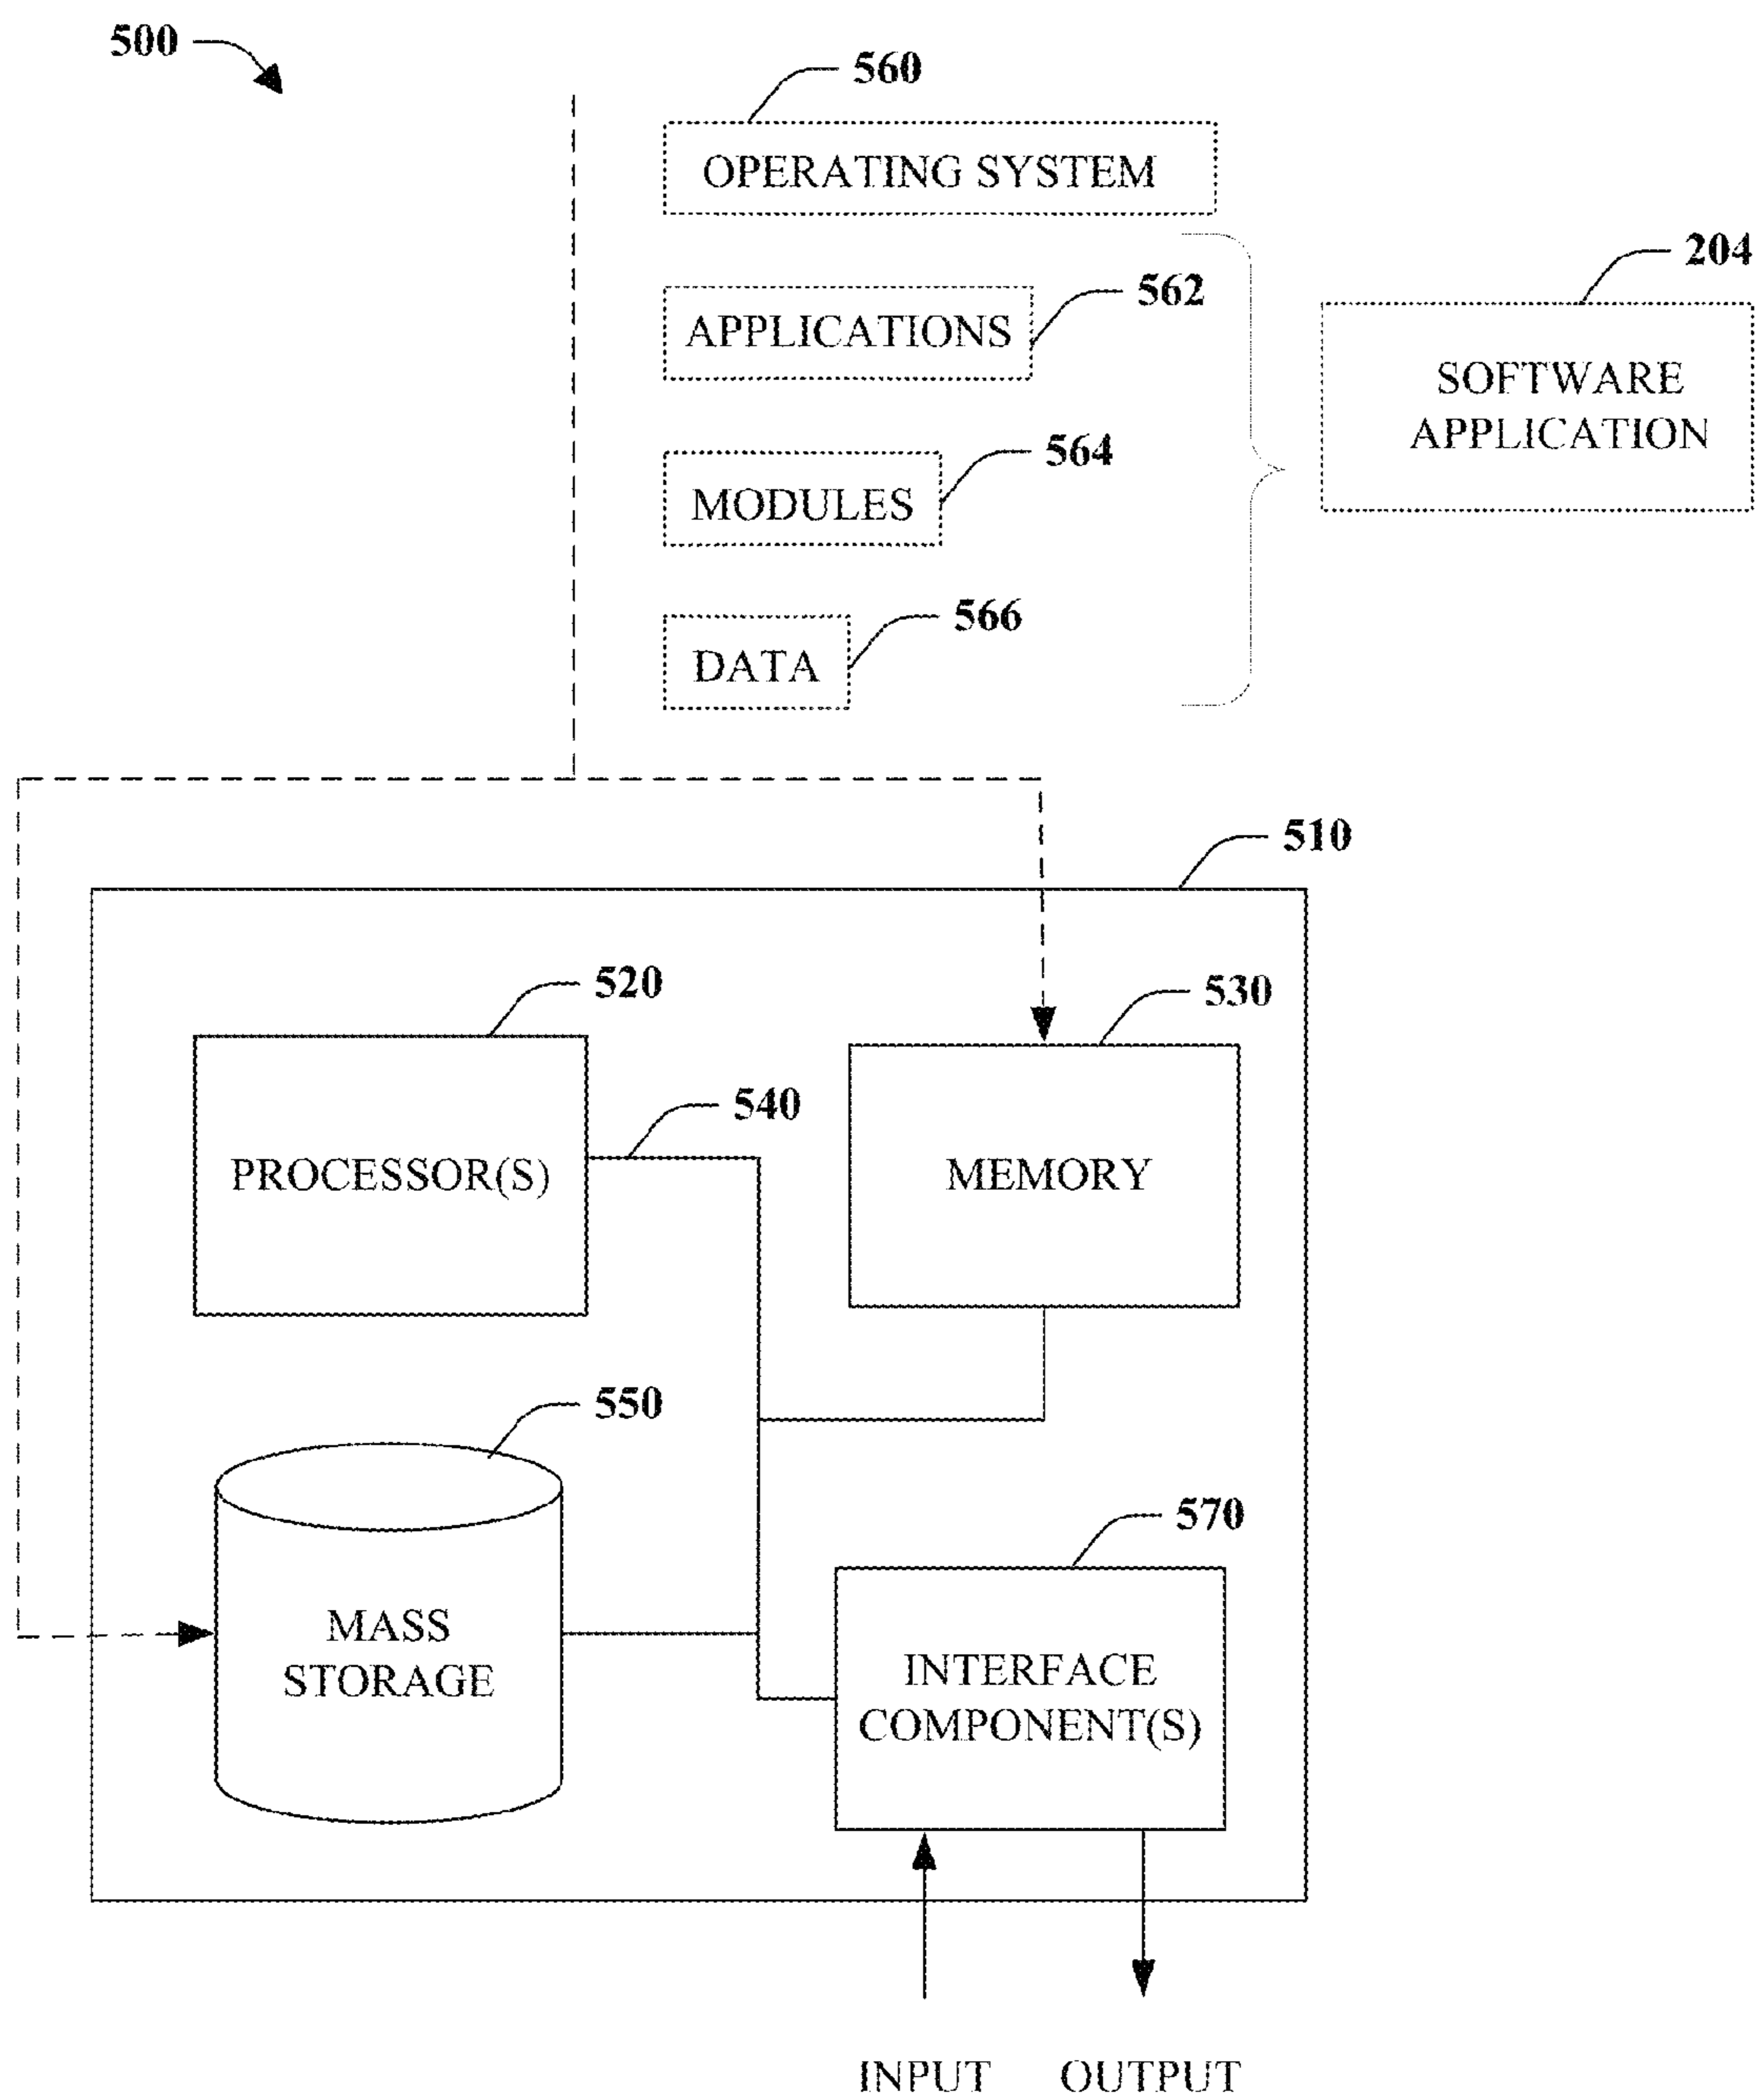 500
560
OPERATING SYSTEM
204
562
APPLICATIONS
SOFTWARE
APPLICATION
564
MODULES
566
DATA
510
520
530
540
PROCESSOR(S)
MEMORY
550
570
MASS
STORAGE
INTERFACE
COMPONENT(S)
INPUT
OUTPUT